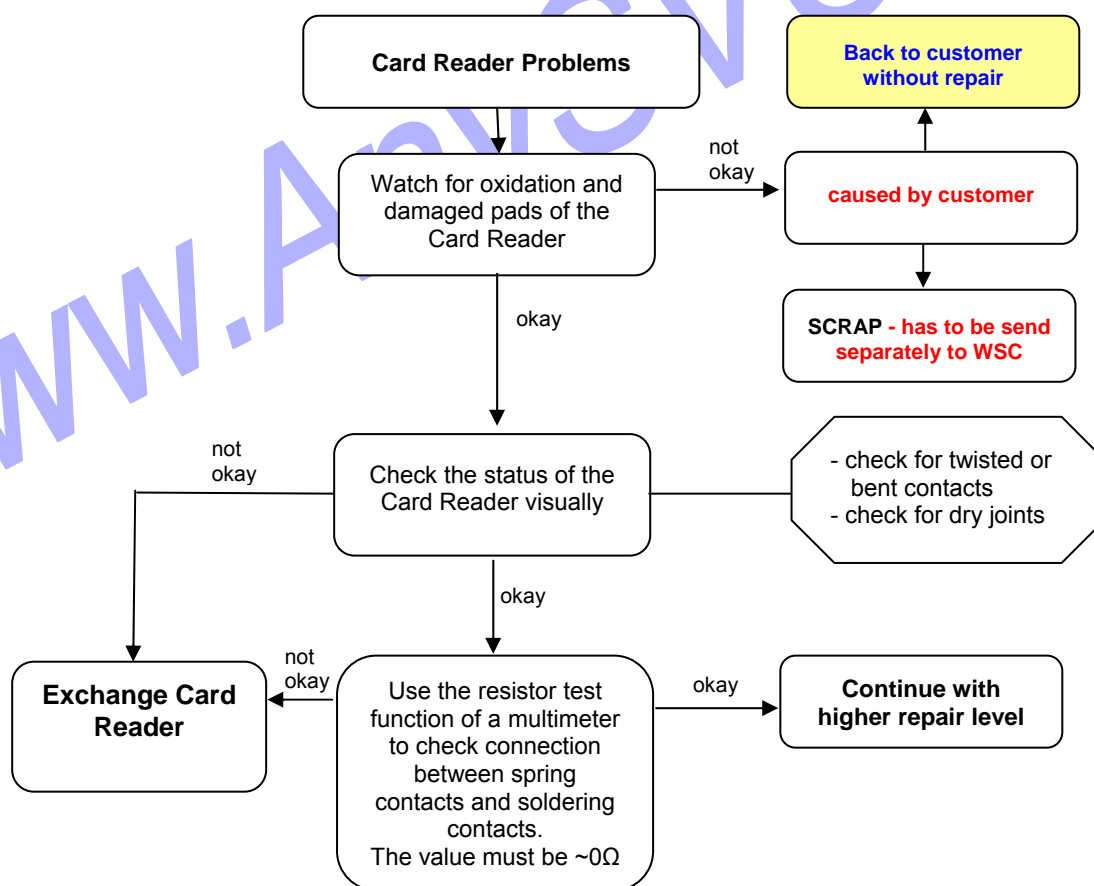 Card Reader Problems
Back to customer
without repair
not
okay
Watch for oxidation and
damaged pads of the
Card Reader
caused by customer
okay
SCRAP - has to be send
separately to WSC
not
okay
Check the status of the
Card Reader visually
- check for twisted or
bent contacts
- check for dry joints
okay
Exchange Card
Reader
not
okay
Use the resistor test
function of a multimeter
to check connection
between spring
contacts and soldering
contacts.
The value must be ~0Ω
okay
Continue with
higher repair level